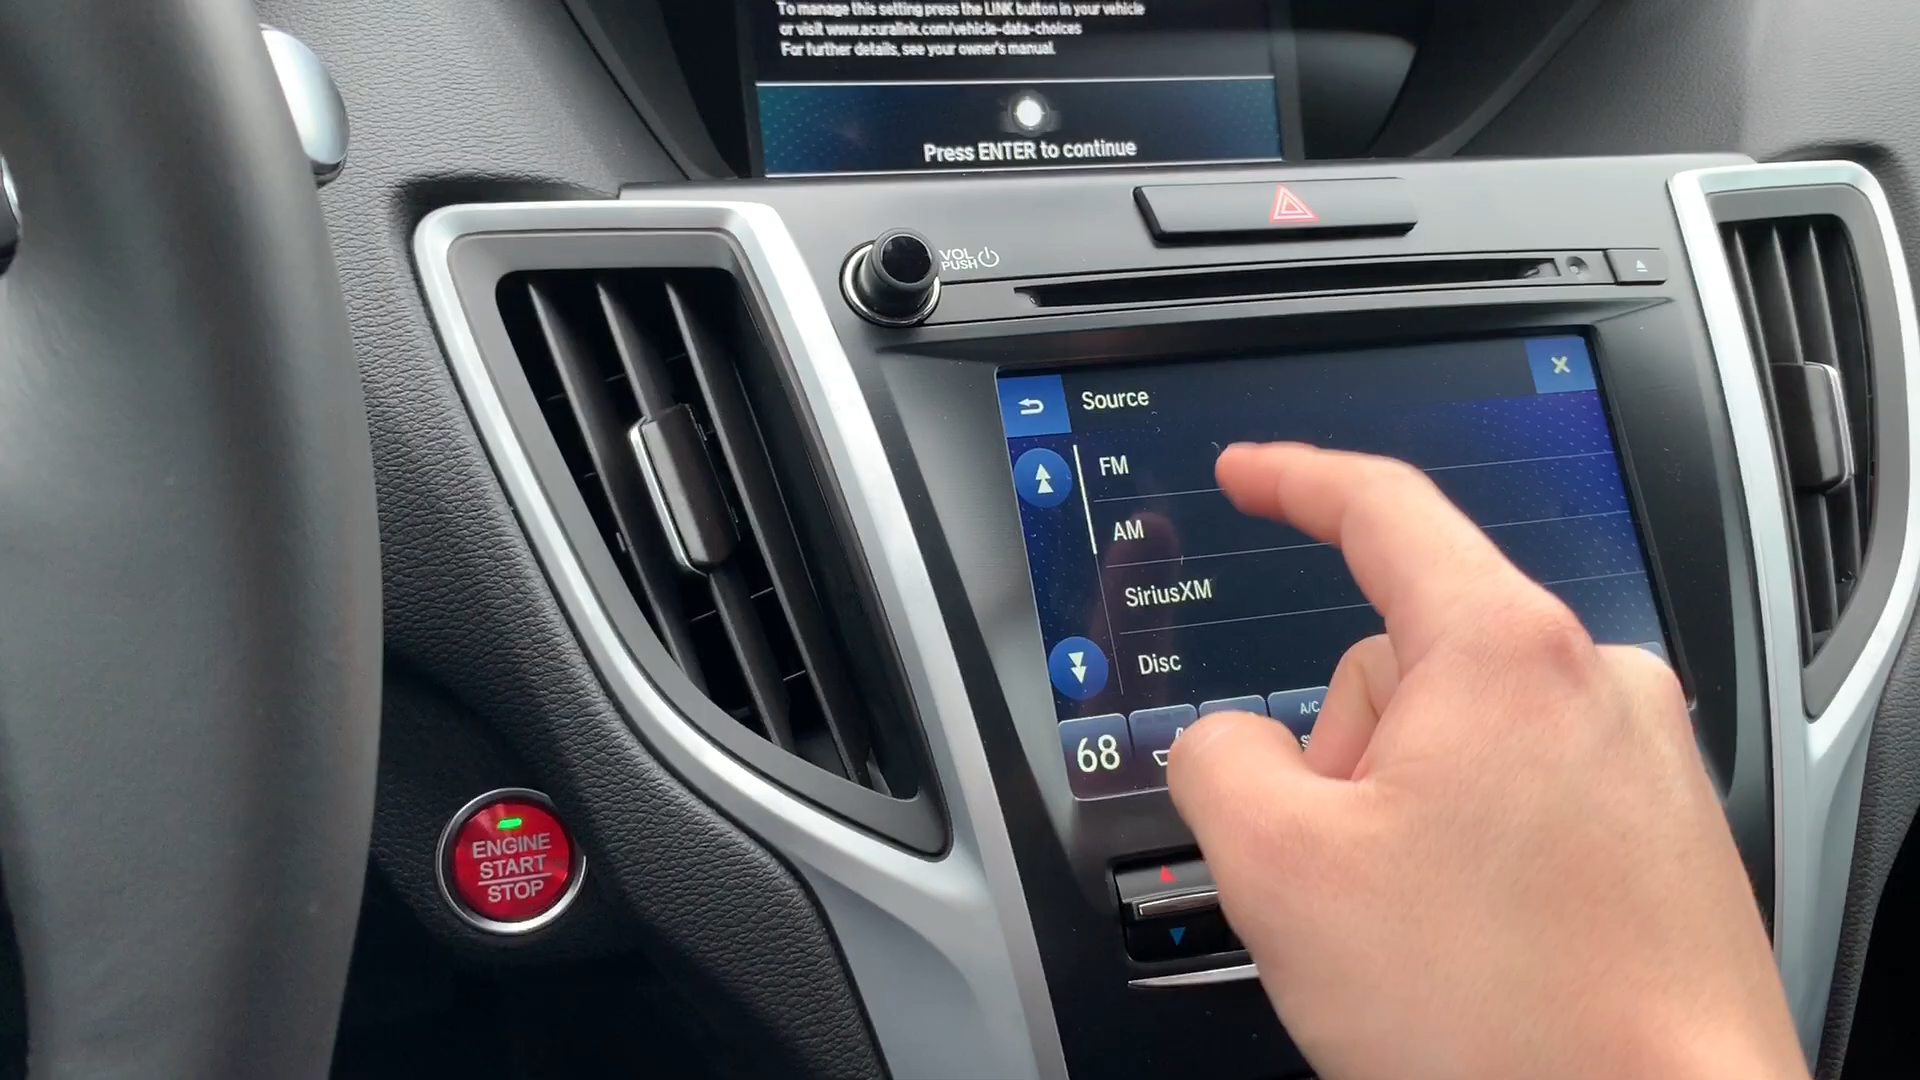 To manage this setting press the LINK button in your vehicle
or visit www.acuralink.com/vehicle-data-choices
For further details, see your owner's manual.
Press ENTER to continue
VOL
PUSH
Source
FM
AM
SiriusXM
Disc
68
A/C
ENGINE
START
STOP